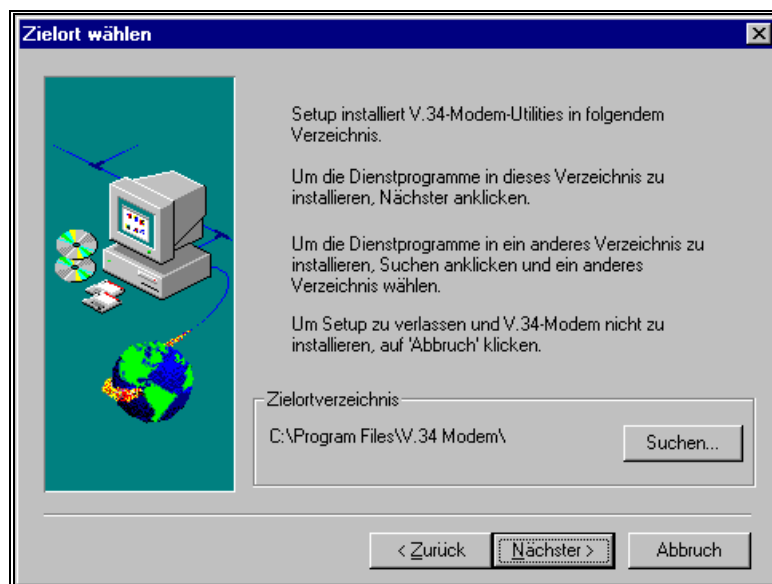 Zielort wählen
Setup installiert V.34-Modem-Utilities in folgendem
Verzeichnis.
Um die Dienstprogramme in dieses Verzeichnis zu
installieren, Nächster anklicken.
Um die Dienstprogramme in ein anderes Verzeichnis zu
installieren, Suchen anklicken und ein anderes
Verzeichnis wählen.
Um Setup zu verlassen und V.34-Modem nicht zu
installieren, auf 'Abbruch' klicken.
Zielortverzeichnis
C:\Program Files\V.34 Modem\
Suchen...
< Zurück
Nächster >
Abbruch